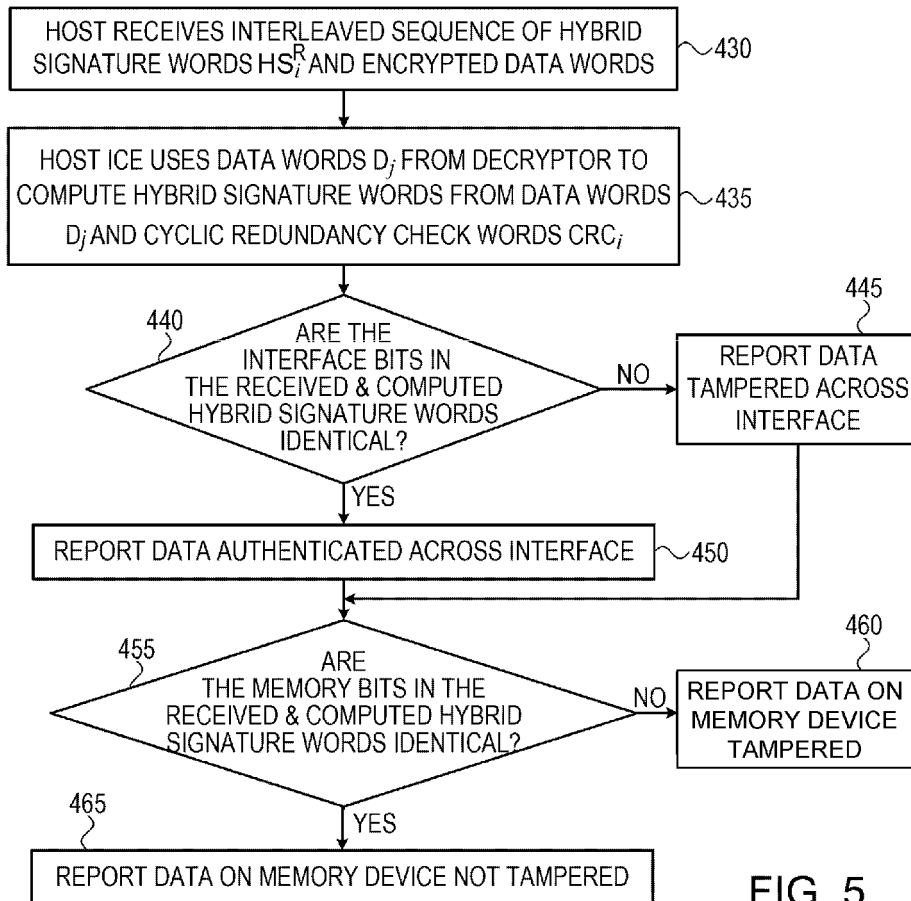 HOST RECEIVES INTERLEAVED SEQUENCE OF HYBRID
SIGNATURE WORDS HS_i^R AND ENCRYPTED DATA WORDS
430
HOST ICE USES DATA WORDS D_j FROM DECRYPTOR TO
COMPUTE HYBRID SIGNATURE WORDS FROM DATA WORDS
D_j AND CYCLIC REDUNDANCY CHECK WORDS CRC_i
435
440
ARE THE
INTERFACE BITS IN
THE RECEIVED & COMPUTED
HYBRID SIGNATURE WORDS
IDENTICAL?
NO
445
REPORT DATA
TAMPERED ACROSS
INTERFACE
YES
REPORT DATA AUTHENTICATED ACROSS INTERFACE
450
455
ARE
THE MEMORY BITS IN THE
RECEIVED & COMPUTED HYBRID
SIGNATURE WORDS IDENTICAL?
NO
460
REPORT DATA ON
MEMORY DEVICE
TAMPERED
YES
465
REPORT DATA ON MEMORY DEVICE NOT TAMPERED
FIG. 5